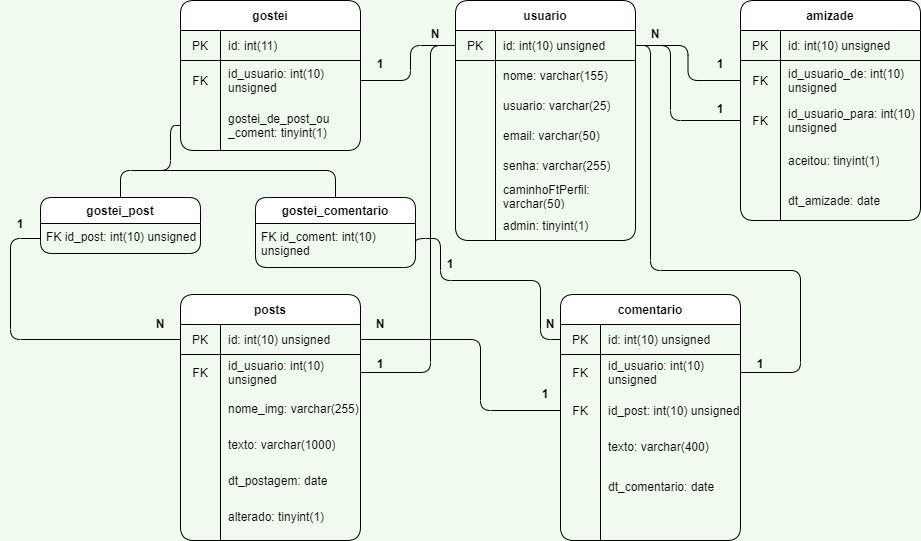 gostei
PK id: int(11)
FK id_usuario: int(10)
unsigned
gostei_de_post_ou
_coment: tinyint(1)
usuario
PK id: int(10) unsigned
nome: varchar(155)
usuario: varchar(25)
email: varchar(50)
senha: varchar(255)
caminhoFtPerfil:
varchar(50)
admin: tinyint(1)
amizade
PK id: int(10) unsigned
FK id_usuario_de: int(10)
unsigned
FK id_usuario_para: int(10)
unsigned
aceitou: tinyint(1)
dt_amizade: date
1
N
N
1
1
gostei_post
FK id_post: int(10) unsigned
gostei_comentario
FK id_coment: int(10)
unsigned
1
1
N
N
N
1
1
1
posts
PK id: int(10) unsigned
FK id_usuario: int(10)
unsigned
nome_img: varchar(255)
texto: varchar(1000)
dt_postagem: date
alterado: tinyint(1)
comentario
PK id: int(10) unsigned
FK id_usuario: int(10)
unsigned
FK id_post: int(10) unsigned
texto: varchar(400)
dt_comentario: date